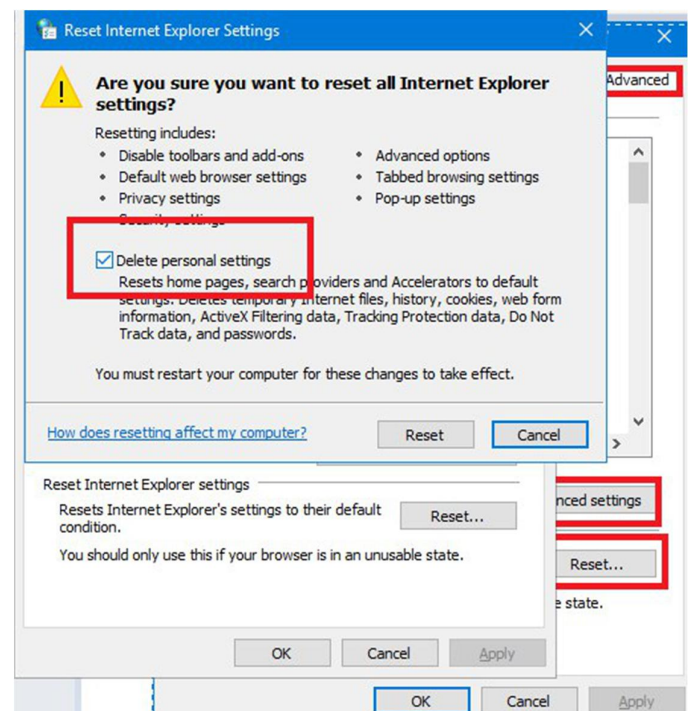 Reset Internet Explorer Settings
Advanced
Are you sure you want to reset all Internet Explorer
settings?
Resetting includes:
• Disable toolbars and add-ons
• Default web browser settings
• Privacy settings
• Advanced options
• Tabbed browsing settings
• Pop-up settings
Delete personal settings
Resets home pages, search providers and Accelerators to default
settings. Deletes temporary Internet files, history, cookies, web form
information, ActiveX Filtering data, Tracking Protection data, Do Not
Track data, and passwords.
You must restart your computer for these changes to take effect.
How does resetting affect my computer?
Reset
Cancel
Reset Internet Explorer settings
Resets Internet Explorer's settings to their default
condition.
Reset...
You should only use this if your browser is in an unusable state.
settings
Reset...
state.
OK
Cancel
Apply
OK
Cancel
Apply